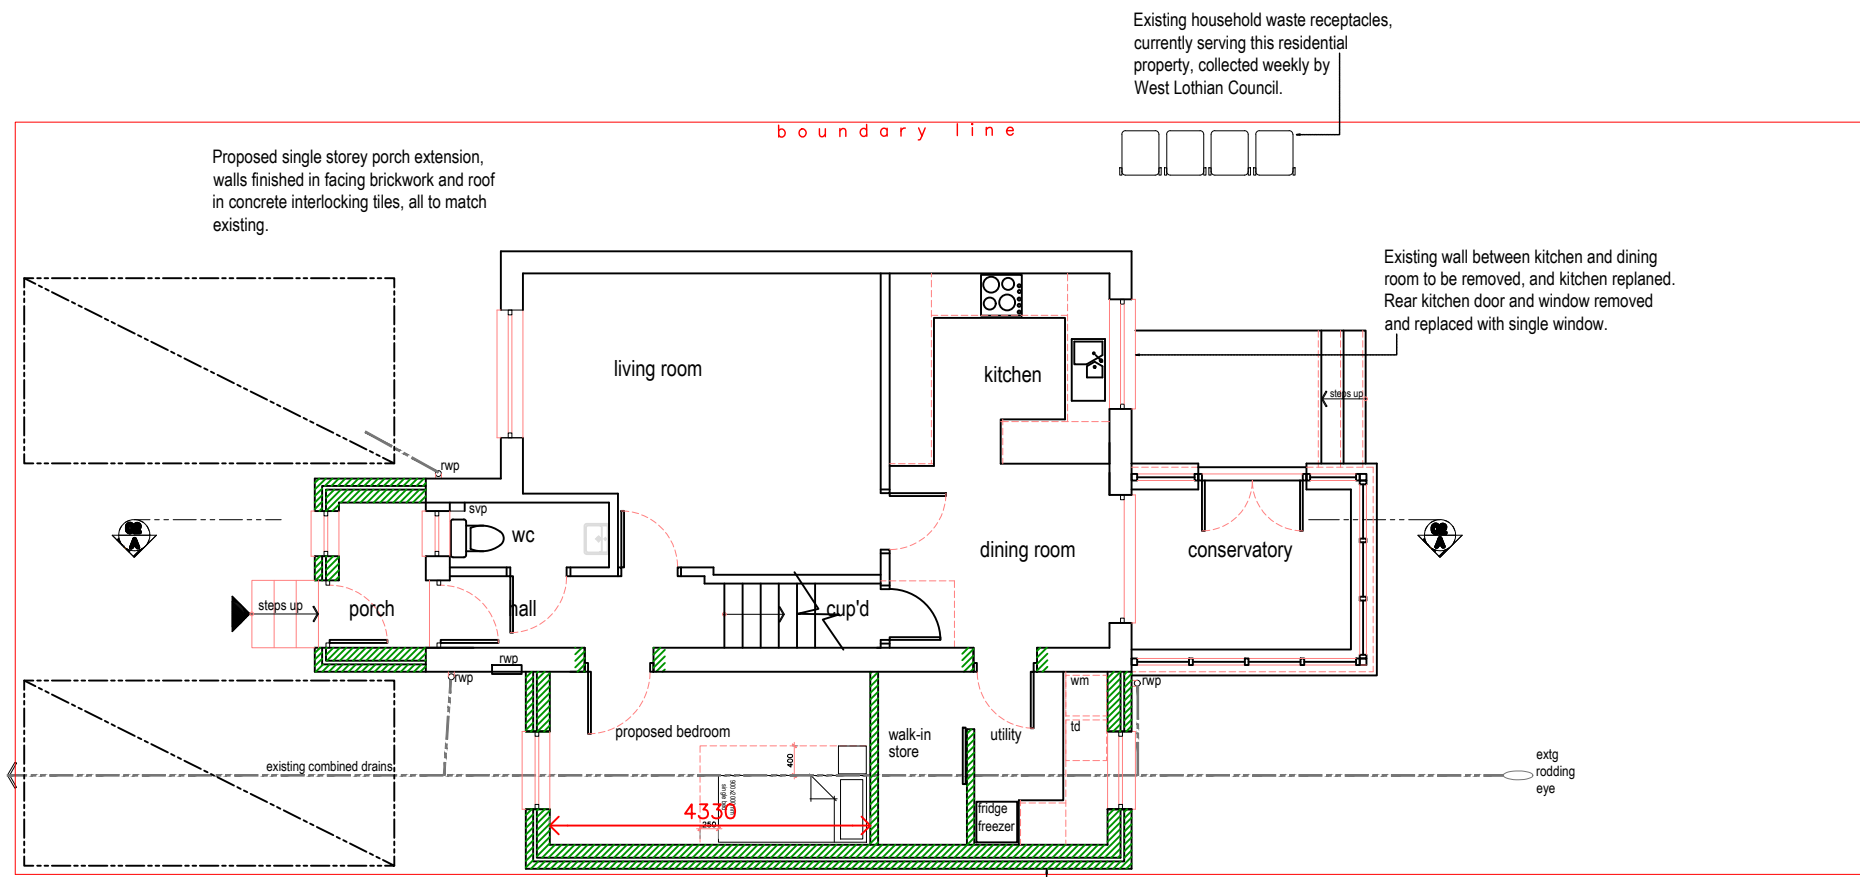 Existing household waste receptacles,
currently serving this residential
property, collected weekly by
West Lothian Council.
boundary line
Proposed single storey porch extension,
walls finished in facing brickwork and roof
in concrete interlocking tiles, all to match
existing.
Existing wall between kitchen and dining
room to be removed, and kitchen replaned.
Rear kitchen door and window removed
and replaced with single window.
living room
kitchen
steps up
rwp
svp
wc
dining room
conservatory
steps up
porch
hall
cup'd
rwp
rwp
rwp
wm
td
proposed bedroom
walk-in
store
utility
existing combined drains
400
single bed
4330
250
fridge
freezer
extg
rodding
eye